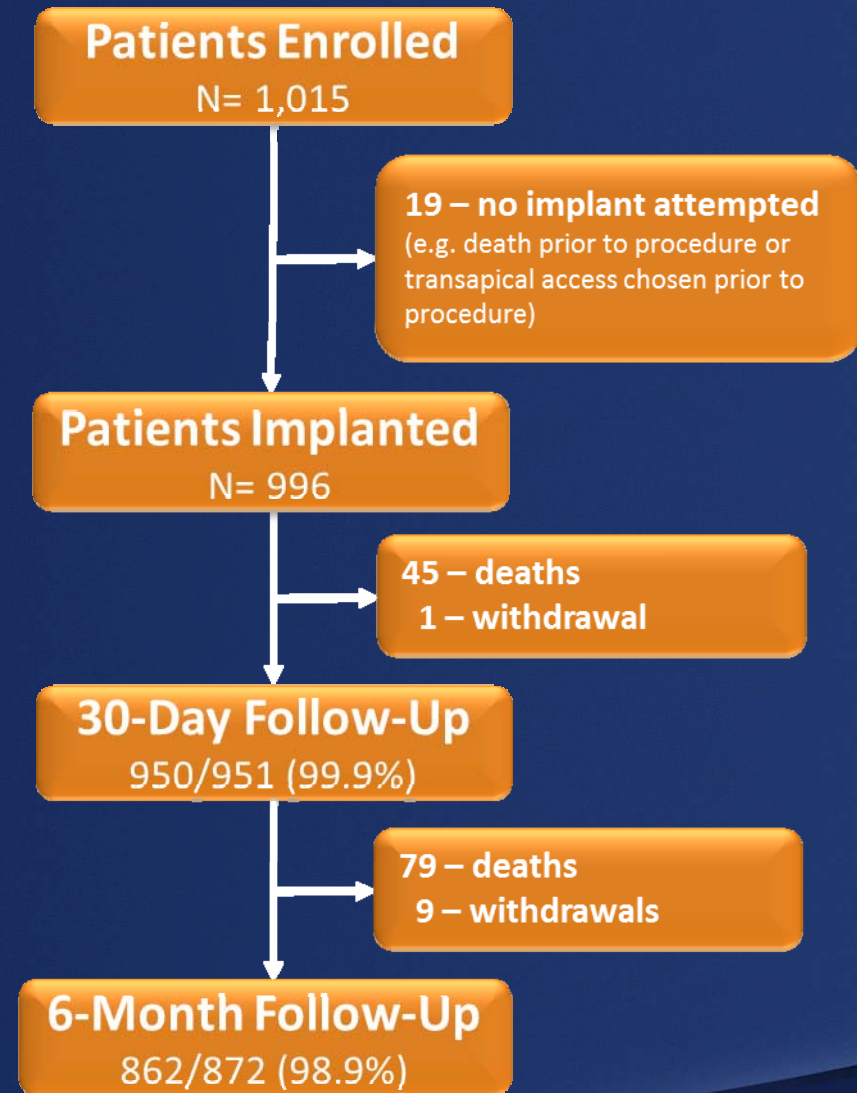 Patients Enrolled
N= 1,015
19 – no implant attempted
(e.g. death prior to procedure or
transapical access chosen prior to
procedure)
Patients Implanted
N= 996
45 – deaths
1 – withdrawal
30-Day Follow-Up
950/951 (99.9%)
79 – deaths
9 – withdrawals
6-Month Follow-Up
862/872 (98.9%)